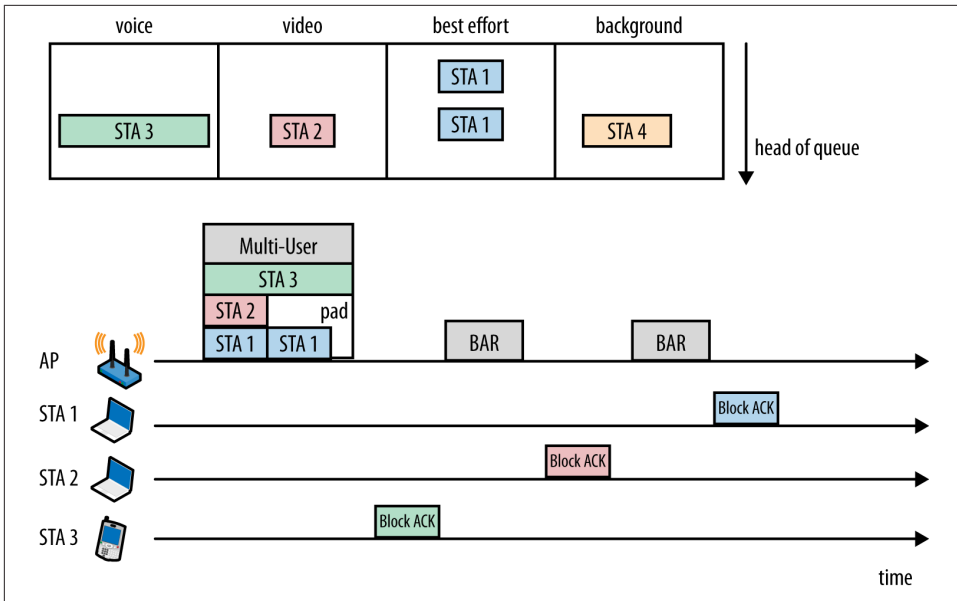 voice video best effort background
STA 1
STA 3 STA 2 STA 1 STA 4
head of queue
Multi-User
STA 3
STA 2 pad
STA 1 STA 1 BAR BAR
AP
STA 1 Block ACK
STA 2 Block ACK
STA 3 Block ACK
time